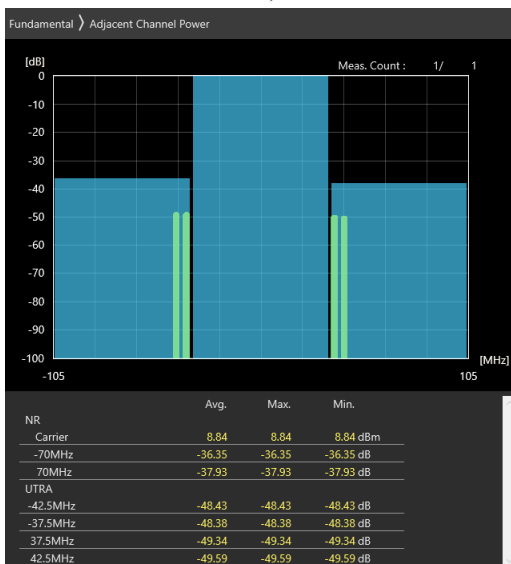 Fundamental 〉 Adjacent Channel Power
[dB]
Meas. Count : 1/ 1
0
-10
-20
-30
-40
-50
-60
-70
-80
-90
-100
[MHz]
-105 105
Avg. Max. Min.
NR
Carrier 8.84 8.84 8.84 dBm
-70MHz -36.35 -36.35 -36.35 dB
70MHz -37.93 -37.93 -37.93 dB
UTRA
-42.5MHz -48.43 -48.43 -48.43 dB
-37.5MHz -48.38 -48.38 -48.38 dB
37.5MHz -49.34 -49.34 -49.34 dB
42.5MHz -49.59 -49.59 -49.59 dB